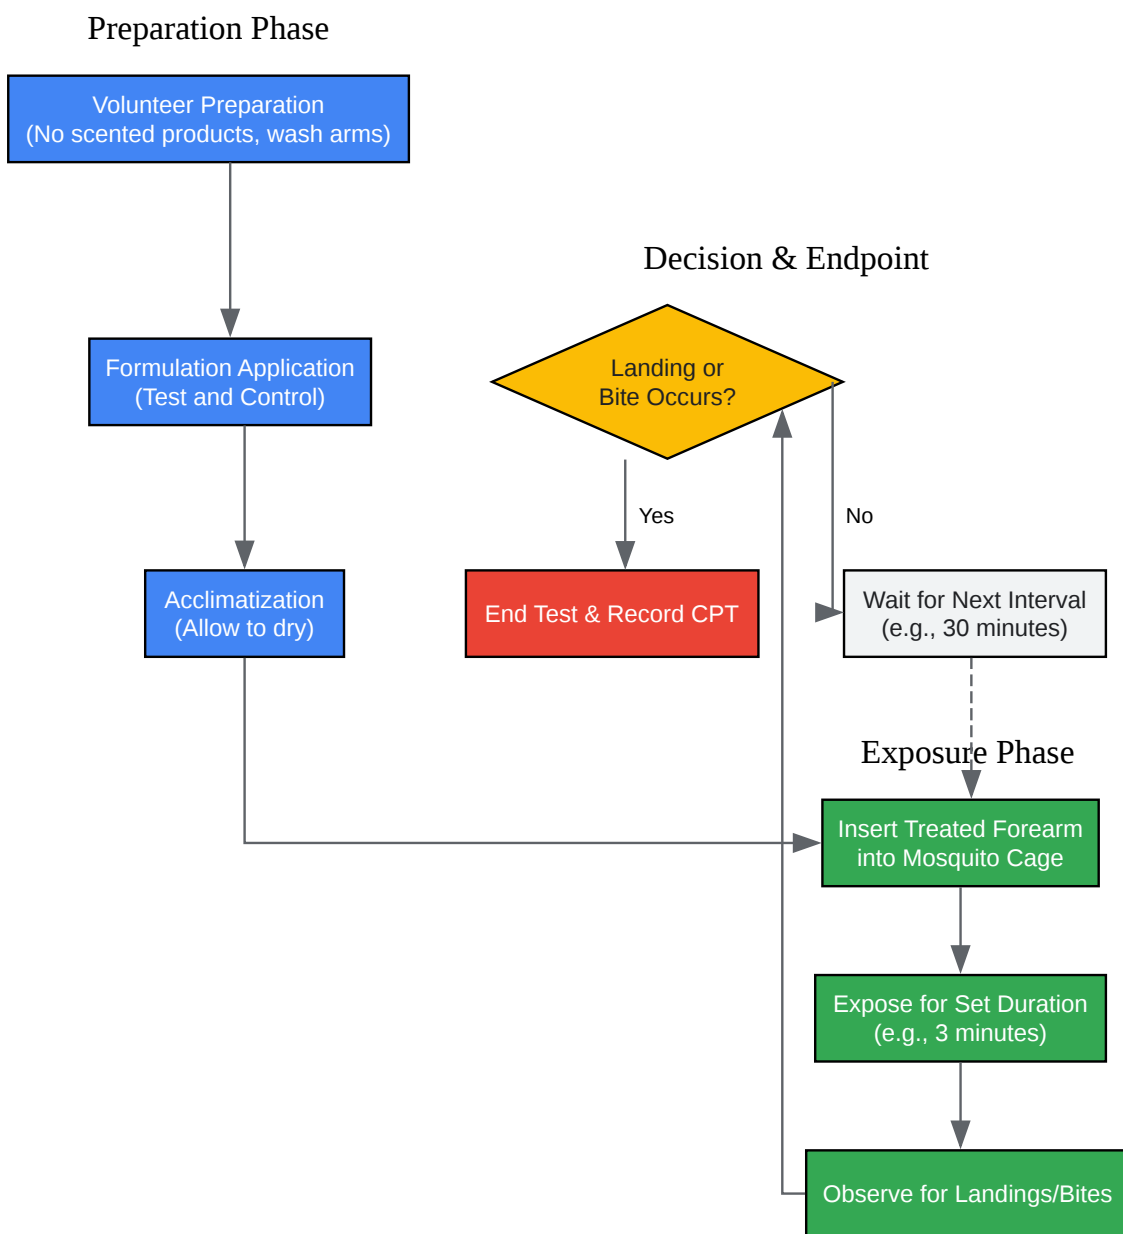 Preparation Phase
Volunteer Preparation
(No scented products, wash arms)
Formulation Application
(Test and Control)
Acclimatization
(Allow to dry)
Decision & Endpoint
Landing or
Bite Occurs?
Yes
No
End Test & Record CPT
Wait for Next Interval
(e.g., 30 minutes)
Exposure Phase
Insert Treated Forearm
into Mosquito Cage
Expose for Set Duration
(e.g., 3 minutes)
Observe for Landings/Bites